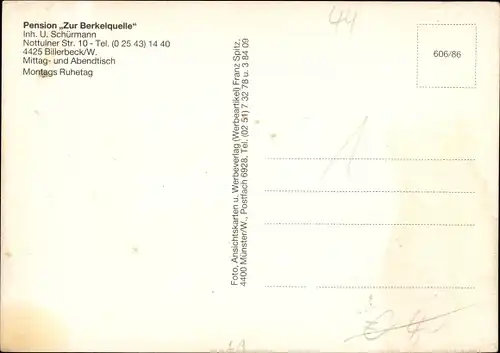 Pension „Zur Berkelquelle“
Inh. U. Schürmann
Nottulner Str. 10 - Tel. (0 25 43) 14 40
4425 Billerbeck/W.
Mittag- und Abendtisch
Montags Ruhetag
44
606/86
Foto, Ansichtskarten u. Werbeverlag (Werbeartikel) Franz Spitz,
4400 Münster/W., Postfach 6928, Tel. (02 51) 7 32 78 u. 3 84 09
1